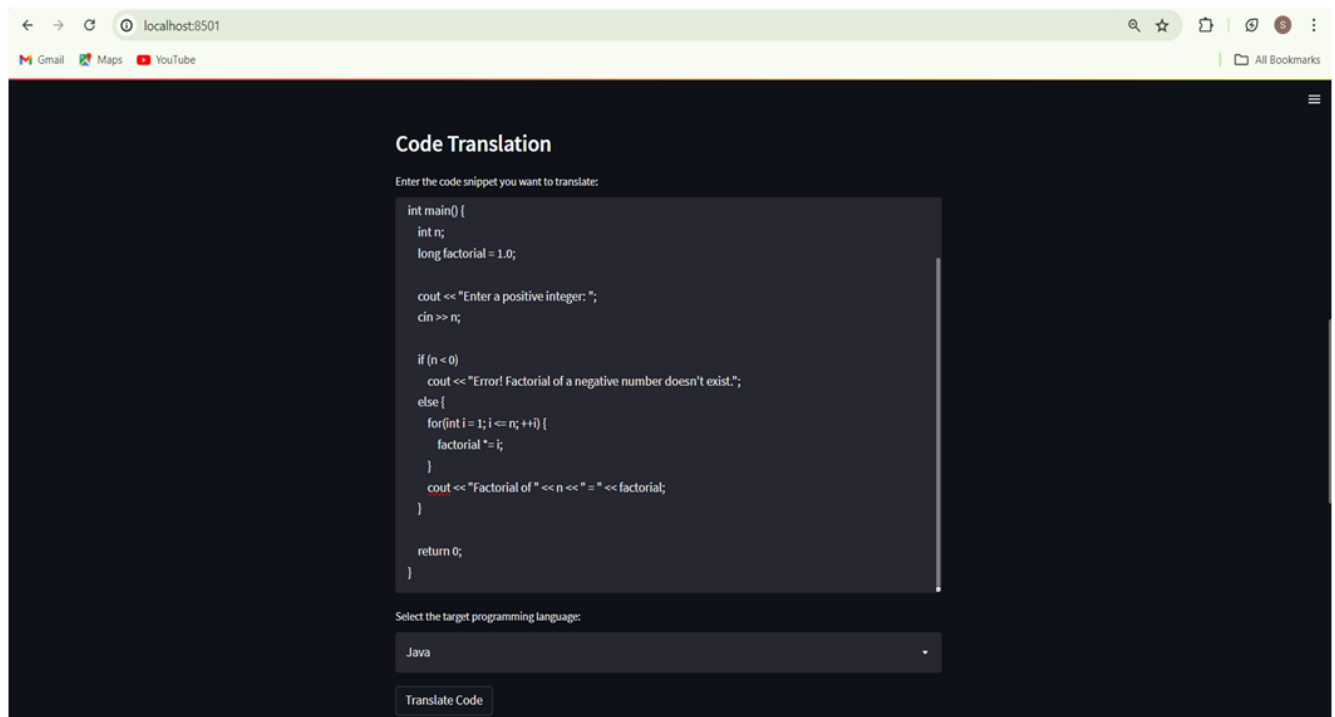 localhost:8501
Gmail Maps YouTube All Bookmarks
S
Code Translation
Enter the code snippet you want to translate:
int main() {
int n;
long factorial = 1.0;
cout << "Enter a positive integer: ";
cin >> n;
if (n < 0)
cout << "Error! Factorial of a negative number doesn't exist.";
else {
for(int i = 1; i <= n; ++i) {
factorial *= i;
}
cout << "Factorial of " << n << " = " << factorial;
}
return 0;
}
Select the target programming language:
Java
Translate Code